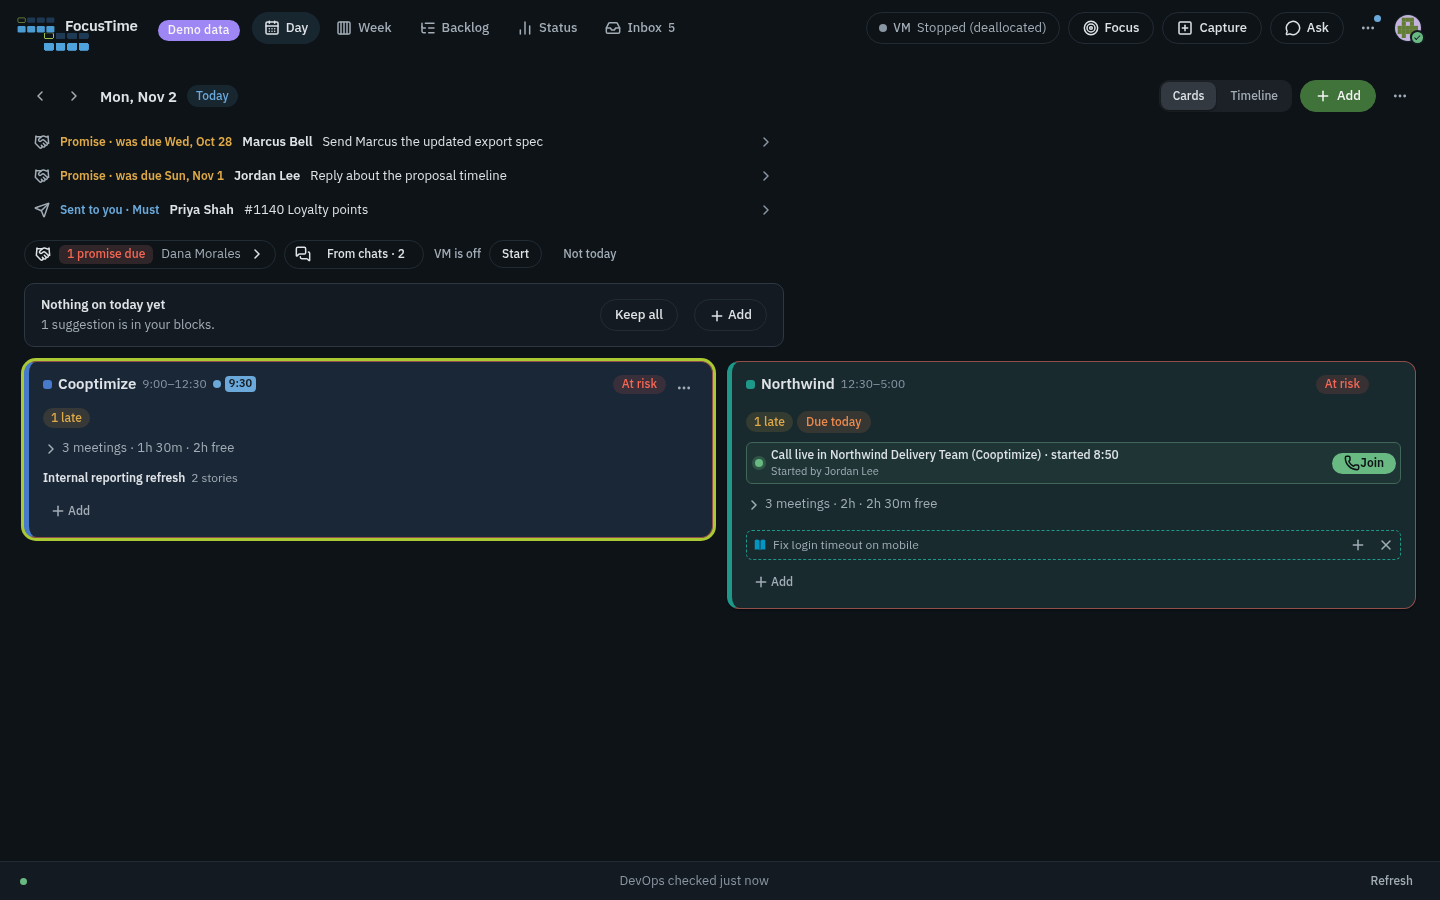 FocusTime
Demo data
Day
Week
Backlog
Status
Inbox 5
VM Stopped (deallocated)
Focus
Capture
Ask
Mon, Nov 2
Today
Cards
Timeline
Add
Promise · was due Wed, Oct 28 Marcus Bell Send Marcus the updated export spec
Promise · was due Sun, Nov 1 Jordan Lee Reply about the proposal timeline
Sent to you · Must Priya Shah #1140 Loyalty points
1 promise due Dana Morales
From chats · 2
VM is off
Start
Not today
Nothing on today yet
1 suggestion is in your blocks.
Keep all
Add
Cooptimize 9:00–12:30 9:30
At risk
1 late
3 meetings · 1h 30m · 2h free
Internal reporting refresh 2 stories
Add
Northwind 12:30–5:00
At risk
1 late Due today
Call live in Northwind Delivery Team (Cooptimize) · started 8:50
Started by Jordan Lee
Join
3 meetings · 2h · 2h 30m free
Fix login timeout on mobile
Add
DevOps checked just now
Refresh